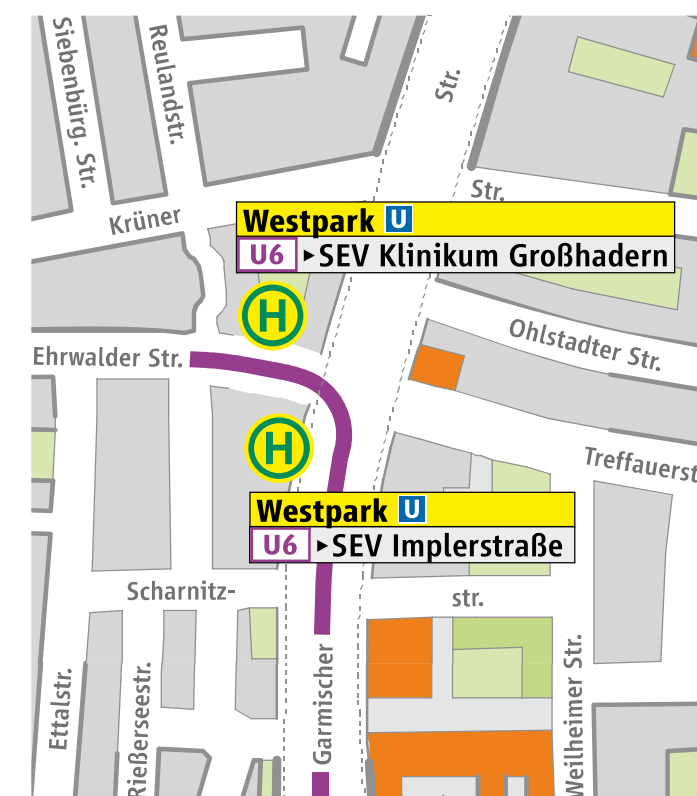 Siebenbürg. Str.
Reulandstr.
Str.
Str.
Krüner
Westpark U
U6 ▸SEV Klinikum Großhadern
H
Ohlstadter Str.
Ehrwalder Str.
H
Treffauerst
Westpark U
U6 ▸SEV Implerstraße
Scharnitz-
str.
Ettalstr.
Rießerseestr.
Garmischer
Weilheimer Str.